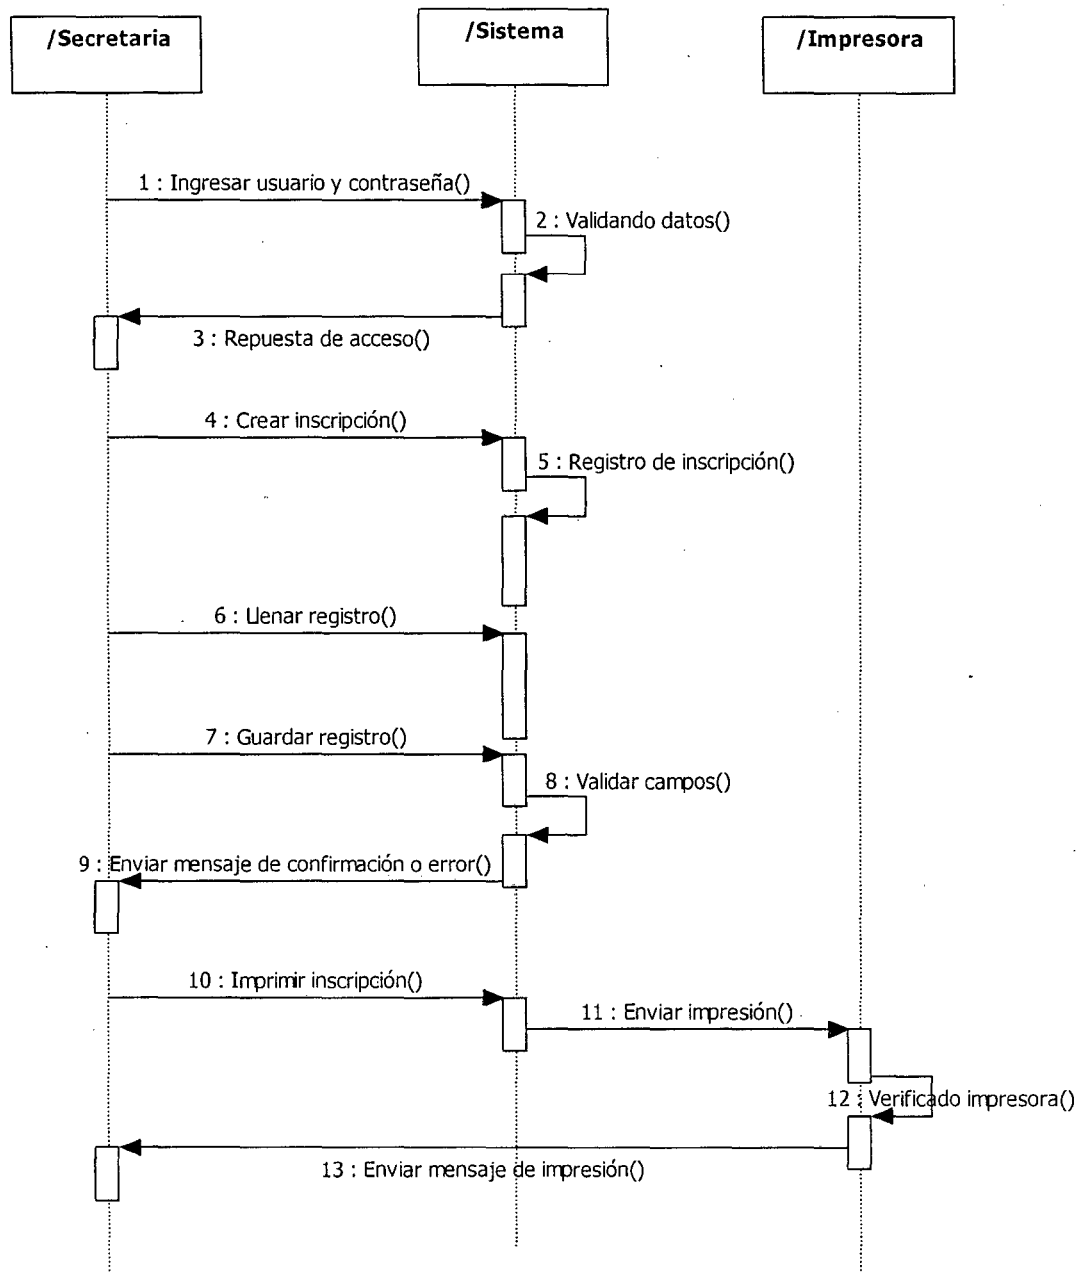 /Secretaria
/Sistema
/Impresora
1 : Ingresar usuario y contraseña()
2 : Validando datos()
3 : Repuesta de acceso()
4 : Crear inscripción()
5 : Registro de inscripción()
6 : Llenar registro()
7 : Guardar registro()
8 : Validar campos()
9 : Enviar mensaje de confirmación o error()
10 : Imprimir inscripción()
11 : Enviar impresión()
12 : Verificado impresora()
13 : Enviar mensaje de impresión()